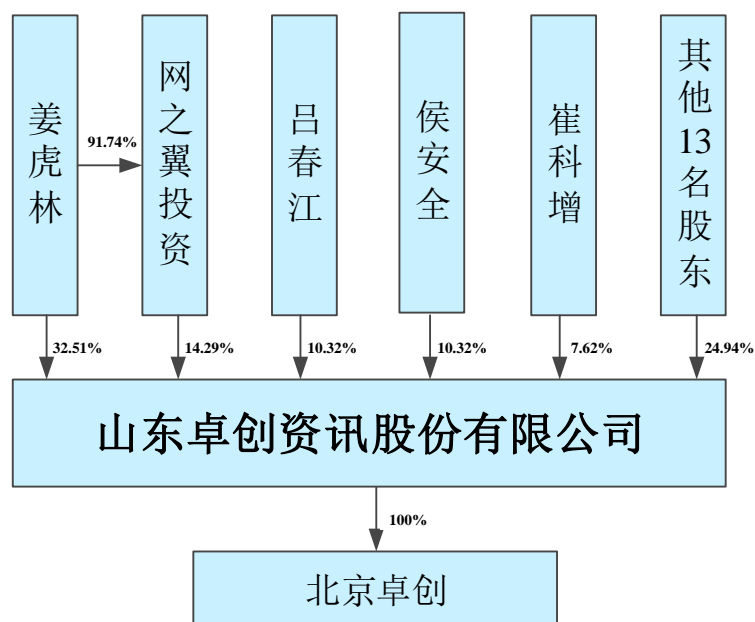 姜虎林
91.74%
网之翼投资
吕春江
侯安全
崔科增
其他13名股东
32.51%
14.29%
10.32%
10.32%
7.62%
24.94%
山东卓创资讯股份有限公司
100%
北京卓创